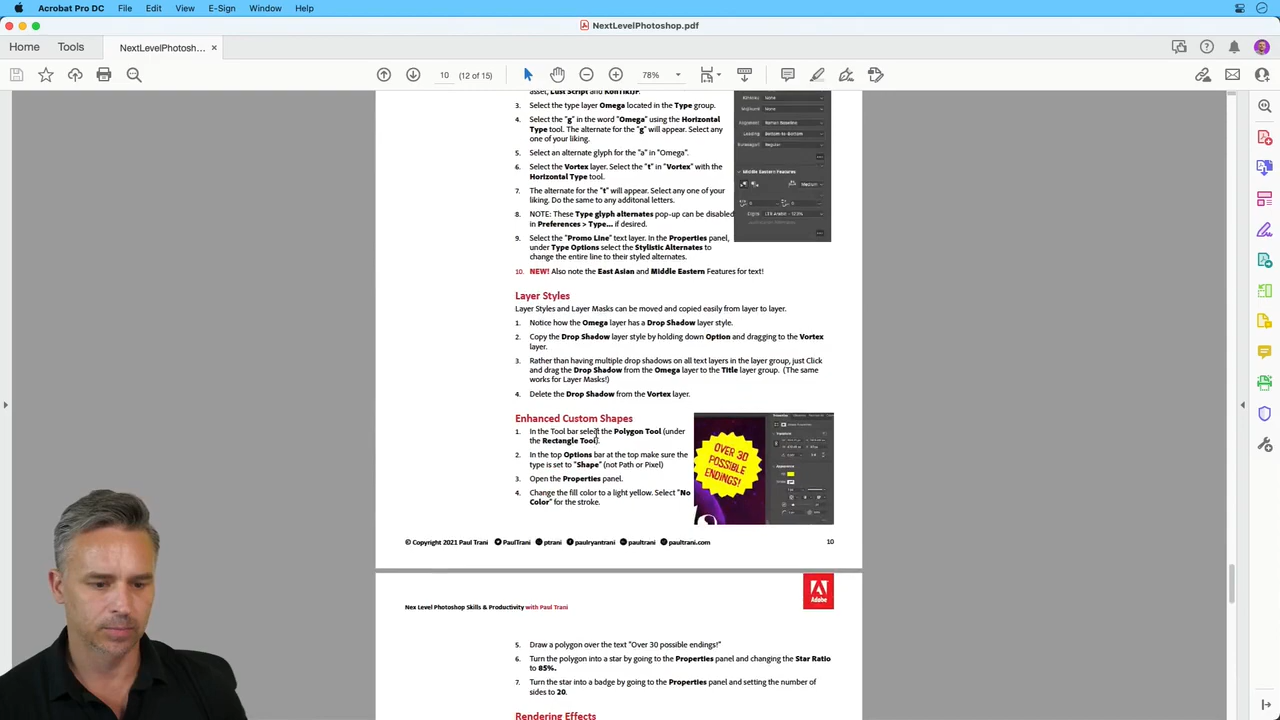 Acrobat Pro DC File Edit View E-Sign Window Help
NextLevelPhotoshop.pdf
Home Tools NextLevelPhotosh... ×
10 (12 of 15) 78%
asset, Lust Script and KonTikiJF.
3. Select the type layer Omega located in the Type group.
4. Select the "g" in the word "Omega" using the Horizontal
Type tool. The alternate for the "g" will appear. Select any
one of your liking.
5. Select an alternate glyph for the "a" in "Omega".
6. Select the Vortex layer. Select the "t" in "Vortex" with the
Horizontal Type tool.
7. The alternate for the "t" will appear. Select any one of your
liking. Do the same to any additonal letters.
8. NOTE: These Type glyph alternates pop-up can be disabled
in Preferences > Type... if desired.
9. Select the "Promo Line" text layer. In the Properties panel,
under Type Options select the Stylistic Alternates to
change the entire line to their styled alternates.
10. NEW! Also note the East Asian and Middle Eastern Features for text!
None
None
Roman Baseline
Bottom-to-Bottom
Regular
Middle Eastern Features
Medium
Layer Styles
Layer Styles and Layer Masks can be moved and copied easily from layer to layer.
1. Notice how the Omega layer has a Drop Shadow layer style.
2. Copy the Drop Shadow layer style by holding down Option and dragging to the Vortex
layer.
3. Rather than having multiple drop shadows on all text layers in the layer group, just Click
and drag the Drop Shadow from the Omega layer to the Title layer group. (The same
works for Layer Masks!)
4. Delete the Drop Shadow from the Vortex layer.
Enhanced Custom Shapes
1. In the Tool bar select the Polygon Tool (under
the Rectangle Tool).
2. In the top Options bar at the top make sure the
type is set to "Shape" (not Path or Pixel)
3. Open the Properties panel.
4. Change the fill color to a light yellow. Select "No
Color" for the stroke.
OVER 30
POSSIBLE
ENDINGS!
Appearance
© Copyright 2021 Paul Trani PaulTrani ptrani paulryantrani paultrani paultrani.com 10
Nex Level Photoshop Skills & Productivity with Paul Trani
Adobe
5. Draw a polygon over the text "Over 30 possible endings!"
6. Turn the polygon into a star by going to the Properties panel and changing the Star Ratio
to 85%.
7. Turn the star into a badge by going to the Properties panel and setting the number of
sides to 20.
Rendering Effects